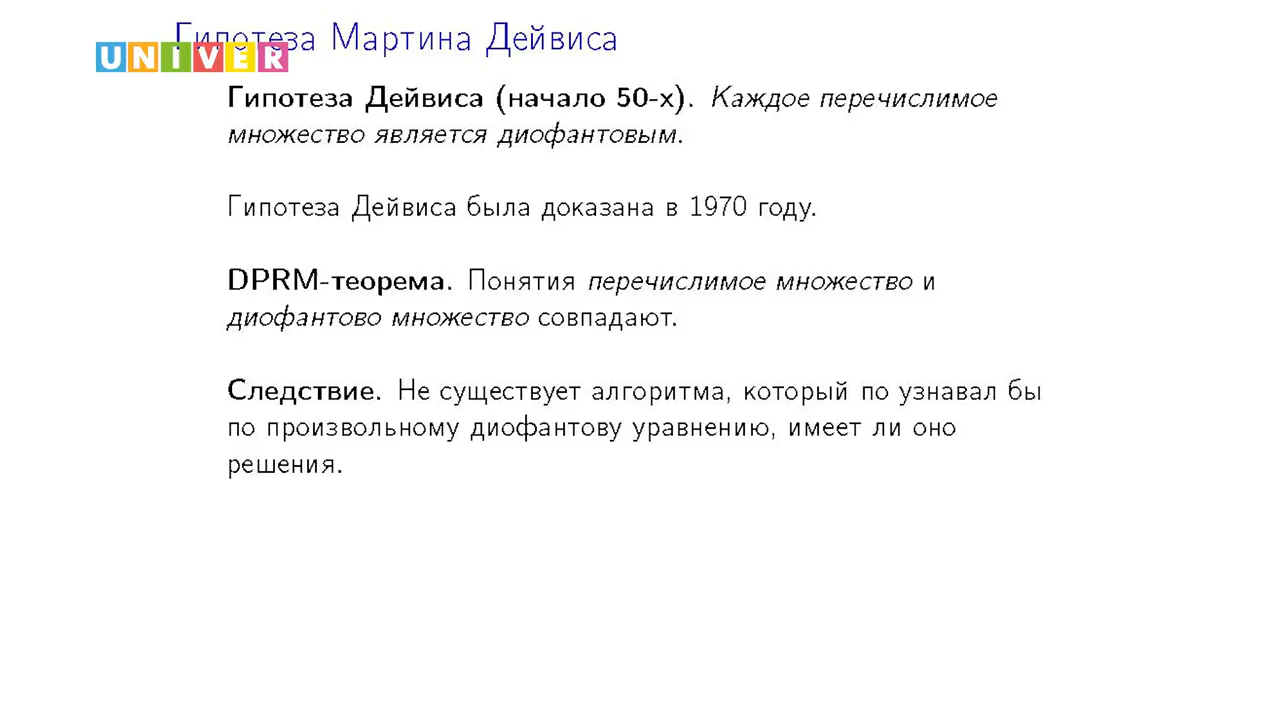 Гипотеза Мартина Дейвиса
UNIVER
Гипотеза Дейвиса (начало 50-х). Каждое перечислимое
множество является диофантовым.
Гипотеза Дейвиса была доказана в 1970 году.
DPRM-теорема. Понятия перечислимое множество и
диофантово множество совпадают.
Следствие. Не существует алгоритма, который по узнавал бы
по произвольному диофантову уравнению, имеет ли оно
решения.